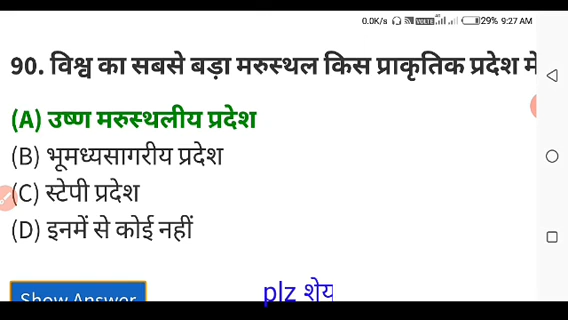 0.0K/s VOLTE 29% 9:27 AM
90. विश्व का सबसे बड़ा मरुस्थल किस प्राकृतिक प्रदेश में
(A) उष्ण मरुस्थलीय प्रदेश
(B) भूमध्यसागरीय प्रदेश
(C) स्टेपी प्रदेश
(D) इनमें से कोई नहीं
Show Answer
plz शेय